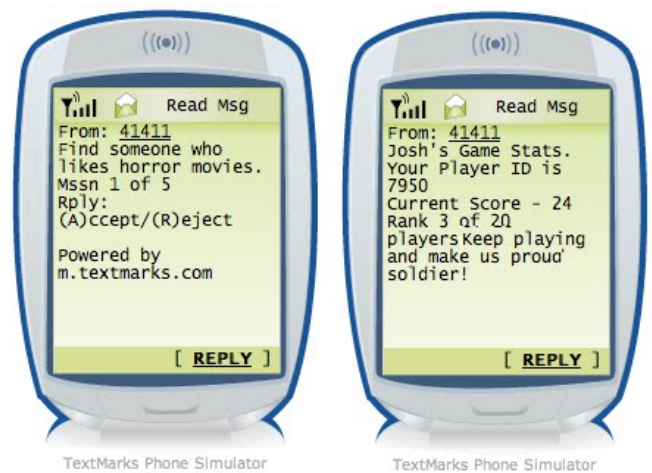 Read Msg
From: 41411
Find someone who
likes horror movies.
Mssn 1 of 5
Rply:
(A)ccept/(R)eject
Powered by
m.textmarks.com
[ REPLY ]
TextMarks Phone Simulator
Read Msg
From: 41411
Josh's Game Stats.
Your Player ID is
7950
Current Score - 24
Rank 3 of 20
players Keep playing
and make us proud
soldier!
[ REPLY ]
TextMarks Phone Simulator